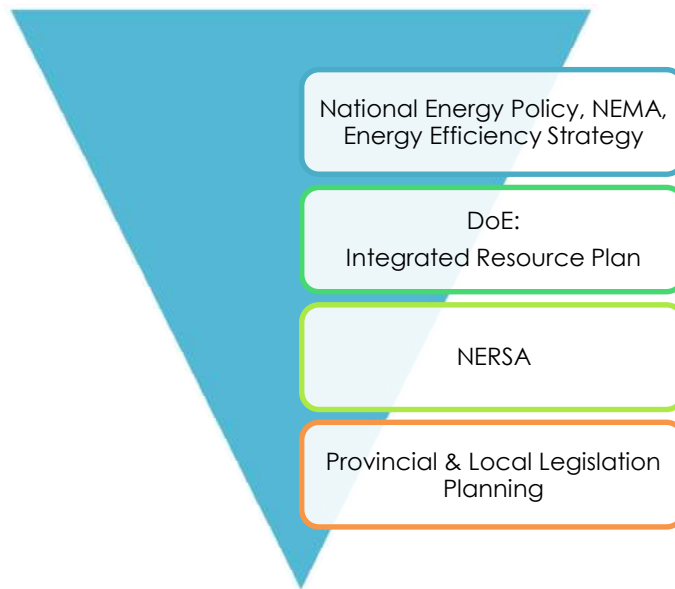 National Energy Policy, NEMA,
Energy Efficiency Strategy
DoE:
Integrated Resource Plan
NERSA
Provincial & Local Legislation
Planning